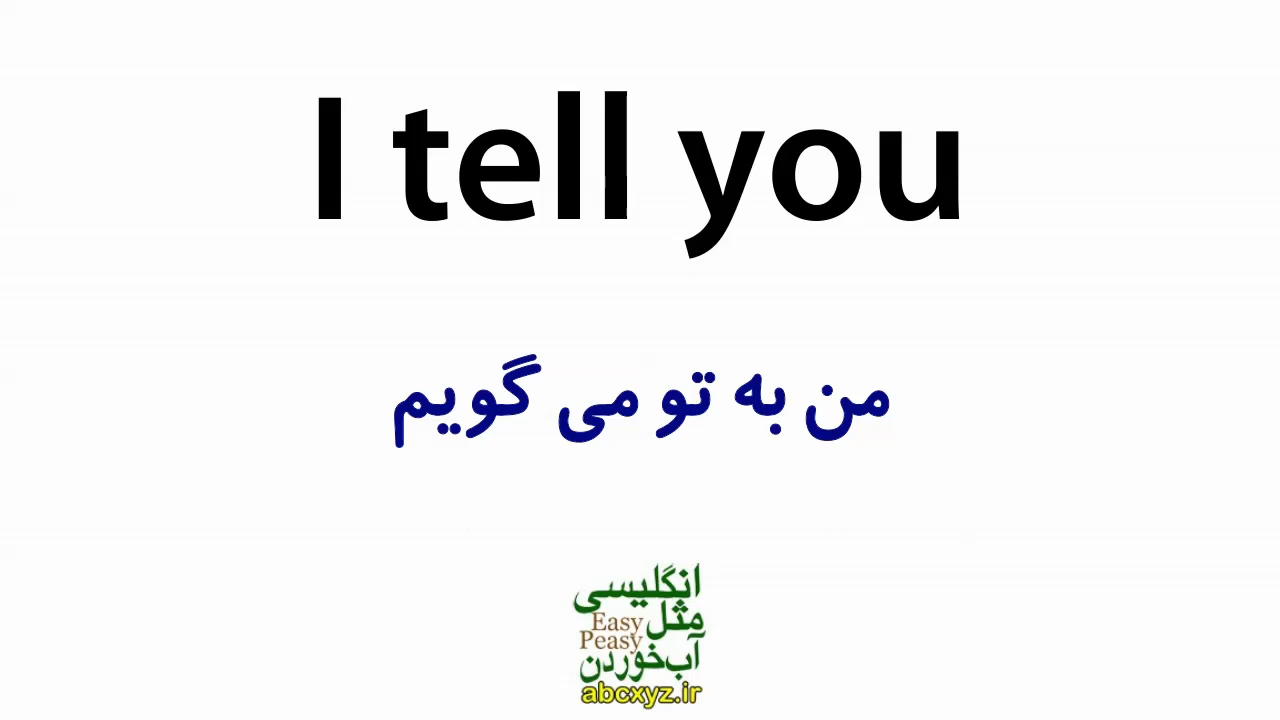 I tell you
من به تو می گویم
انگلیسی
مثل
Easy
Peasy
آب‌خوردن
abcxyz.ir